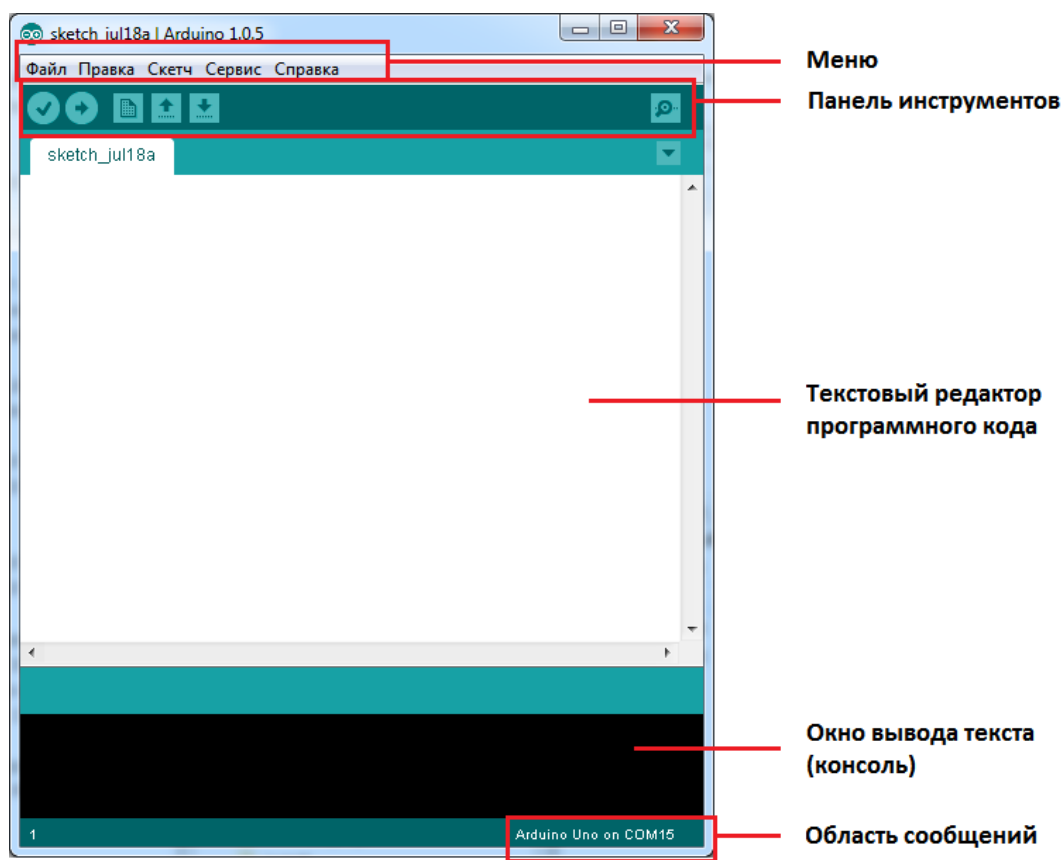 sketch_jul18a | Arduino 1.0.5
Файл Правка Скетч Сервис Справка
Меню
Панель инструментов
sketch_jul18a
Текстовый редактор
программного кода
Окно вывода текста
(консоль)
1
Arduino Uno on COM15
Область сообщений